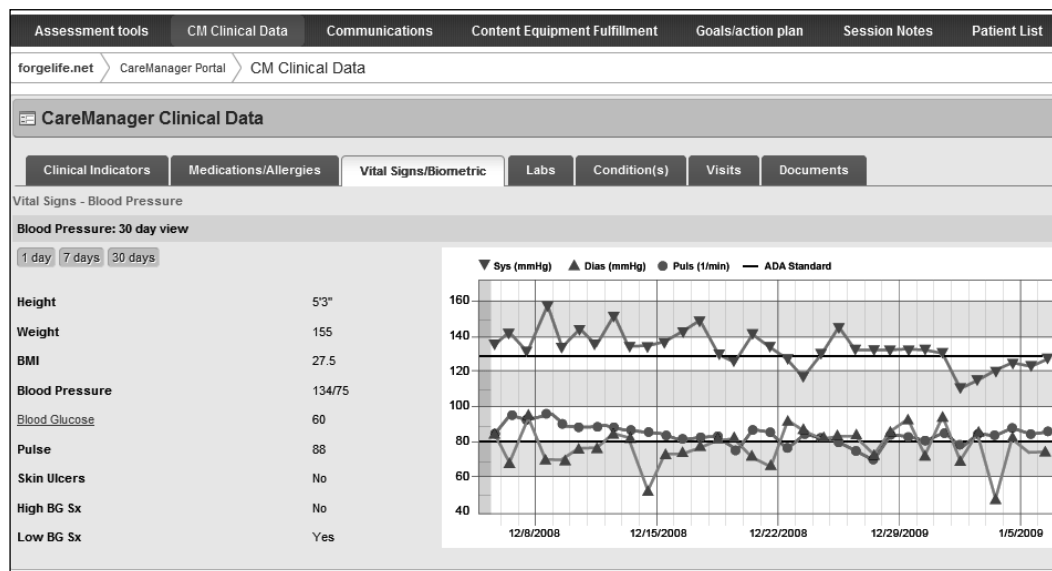 Assessment tools CM Clinical Data Communications Content Equipment Fulfillment Goals/action plan Session Notes Patient List
forgelife.net CareManager Portal CM Clinical Data
CareManager Clinical Data
Clinical Indicators Medications/Allergies Vital Signs/Biometric Labs Condition(s) Visits Documents
Vital Signs - Blood Pressure
Blood Pressure: 30 day view
1 day 7 days 30 days
Sys (mmHg) Dias (mmHg) Puls (1/min) ADA Standard
Height 5'3"
Weight 155
BMI 27.5
Blood Pressure 134/75
Blood Glucose 60
Pulse 88
Skin Ulcers No
High BG Sx No
Low BG Sx Yes
160
140
120
100
80
60
40
12/8/2008 12/15/2008 12/22/2008 12/29/2009 1/5/2009